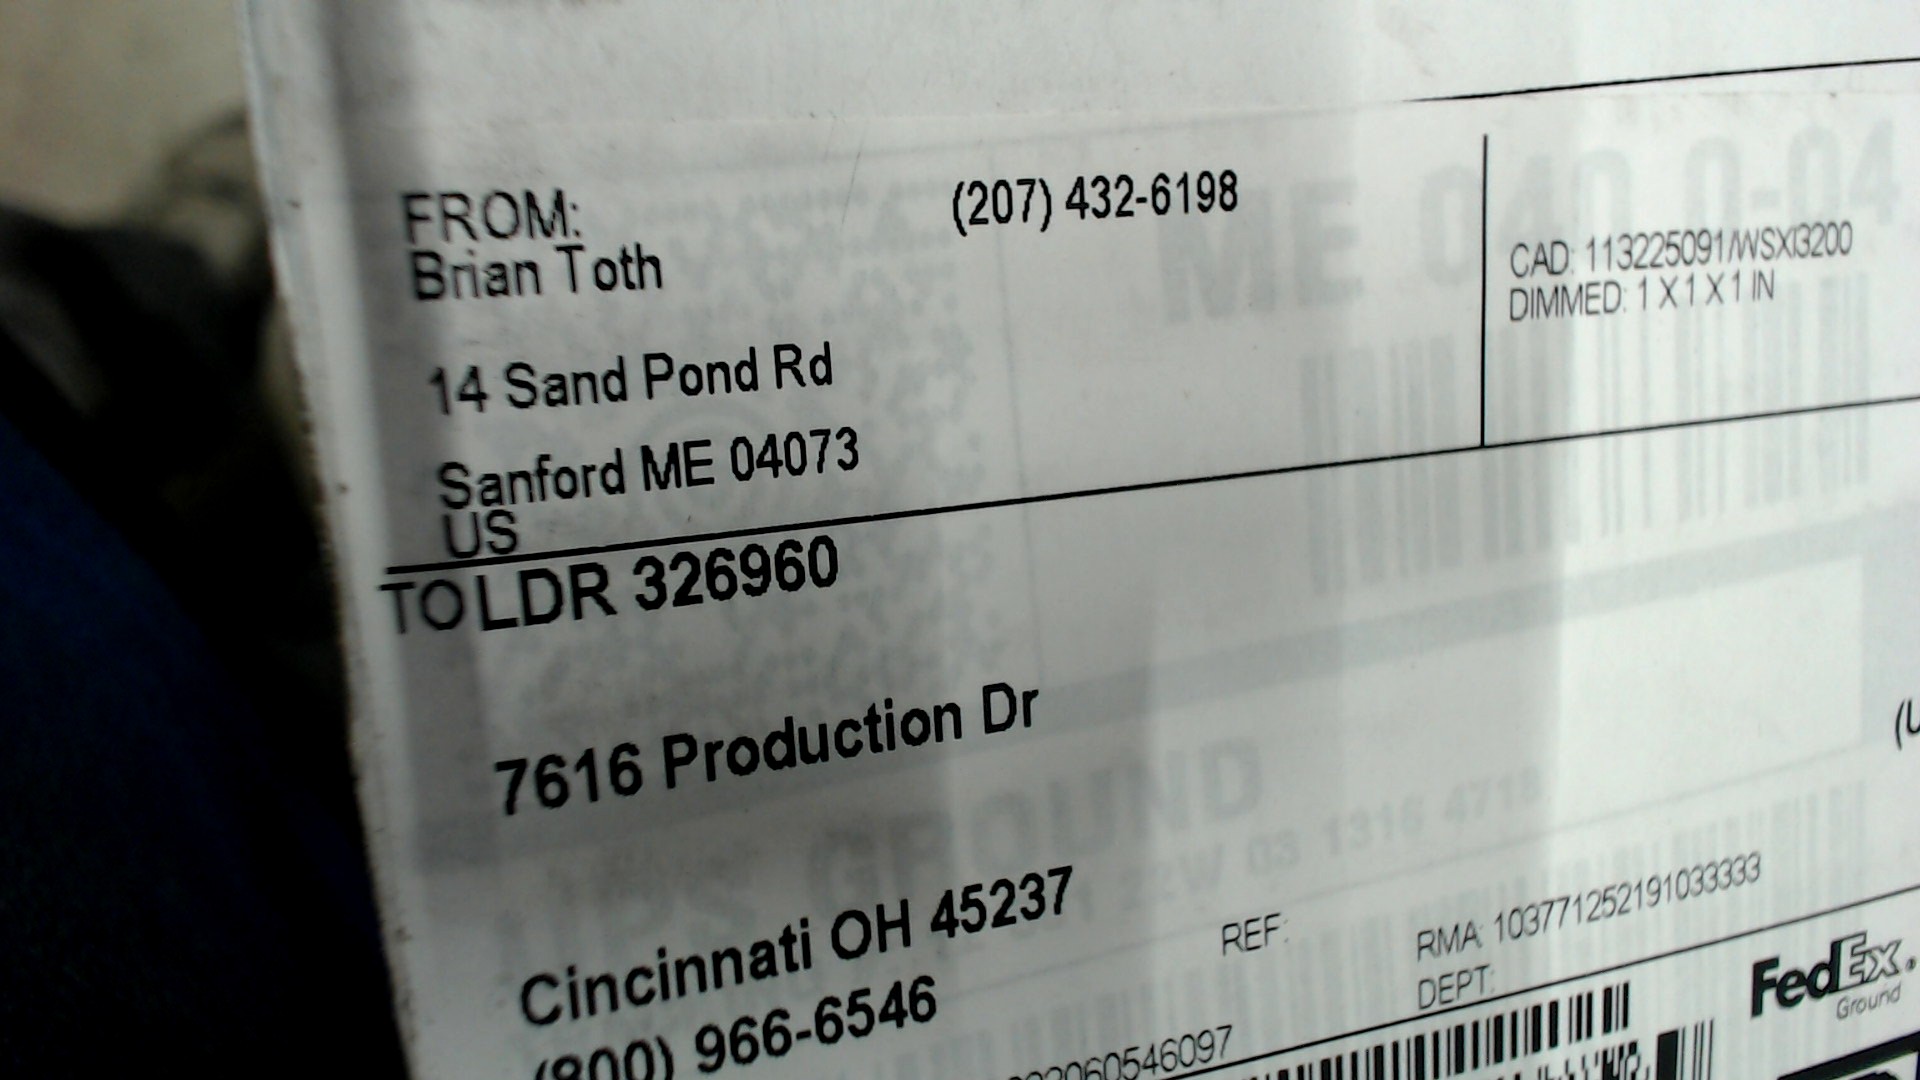 FROM:
(207) 432-6198
Brian Toth
14 Sand Pond Rd
Sanford ME 04073
US
CAD: 113225091/WSXI3200
DIMMED: 1 X 1 X 1 IN
TO LDR 326960
7616 Production Dr
Cincinnati OH 45237
(800) 966-6546
REF:
RMA: 103771252191033333
DEPT:
FedEx
Ground
GROUND